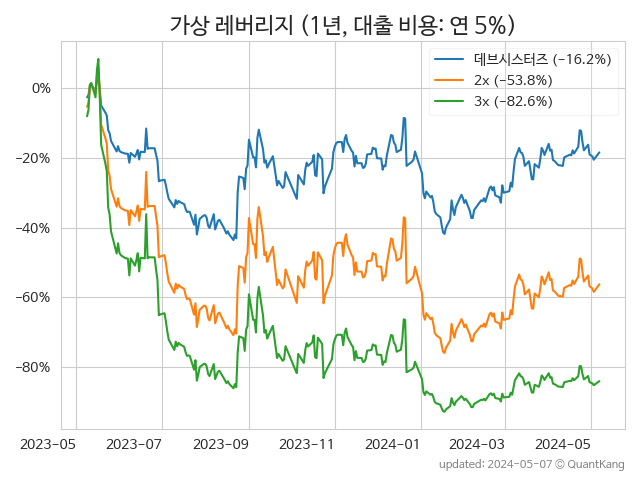 가상 레버리지 (1년, 대출 비용: 연 5%)
데브시스터즈 (-16.2%)
2x (-53.8%)
3x (-82.6%)
0%
-20%
-40%
-60%
-80%
2023-05 2023-07 2023-09 2023-11 2024-01 2024-03 2024-05
updated: 2024-05-07 © QuantKang